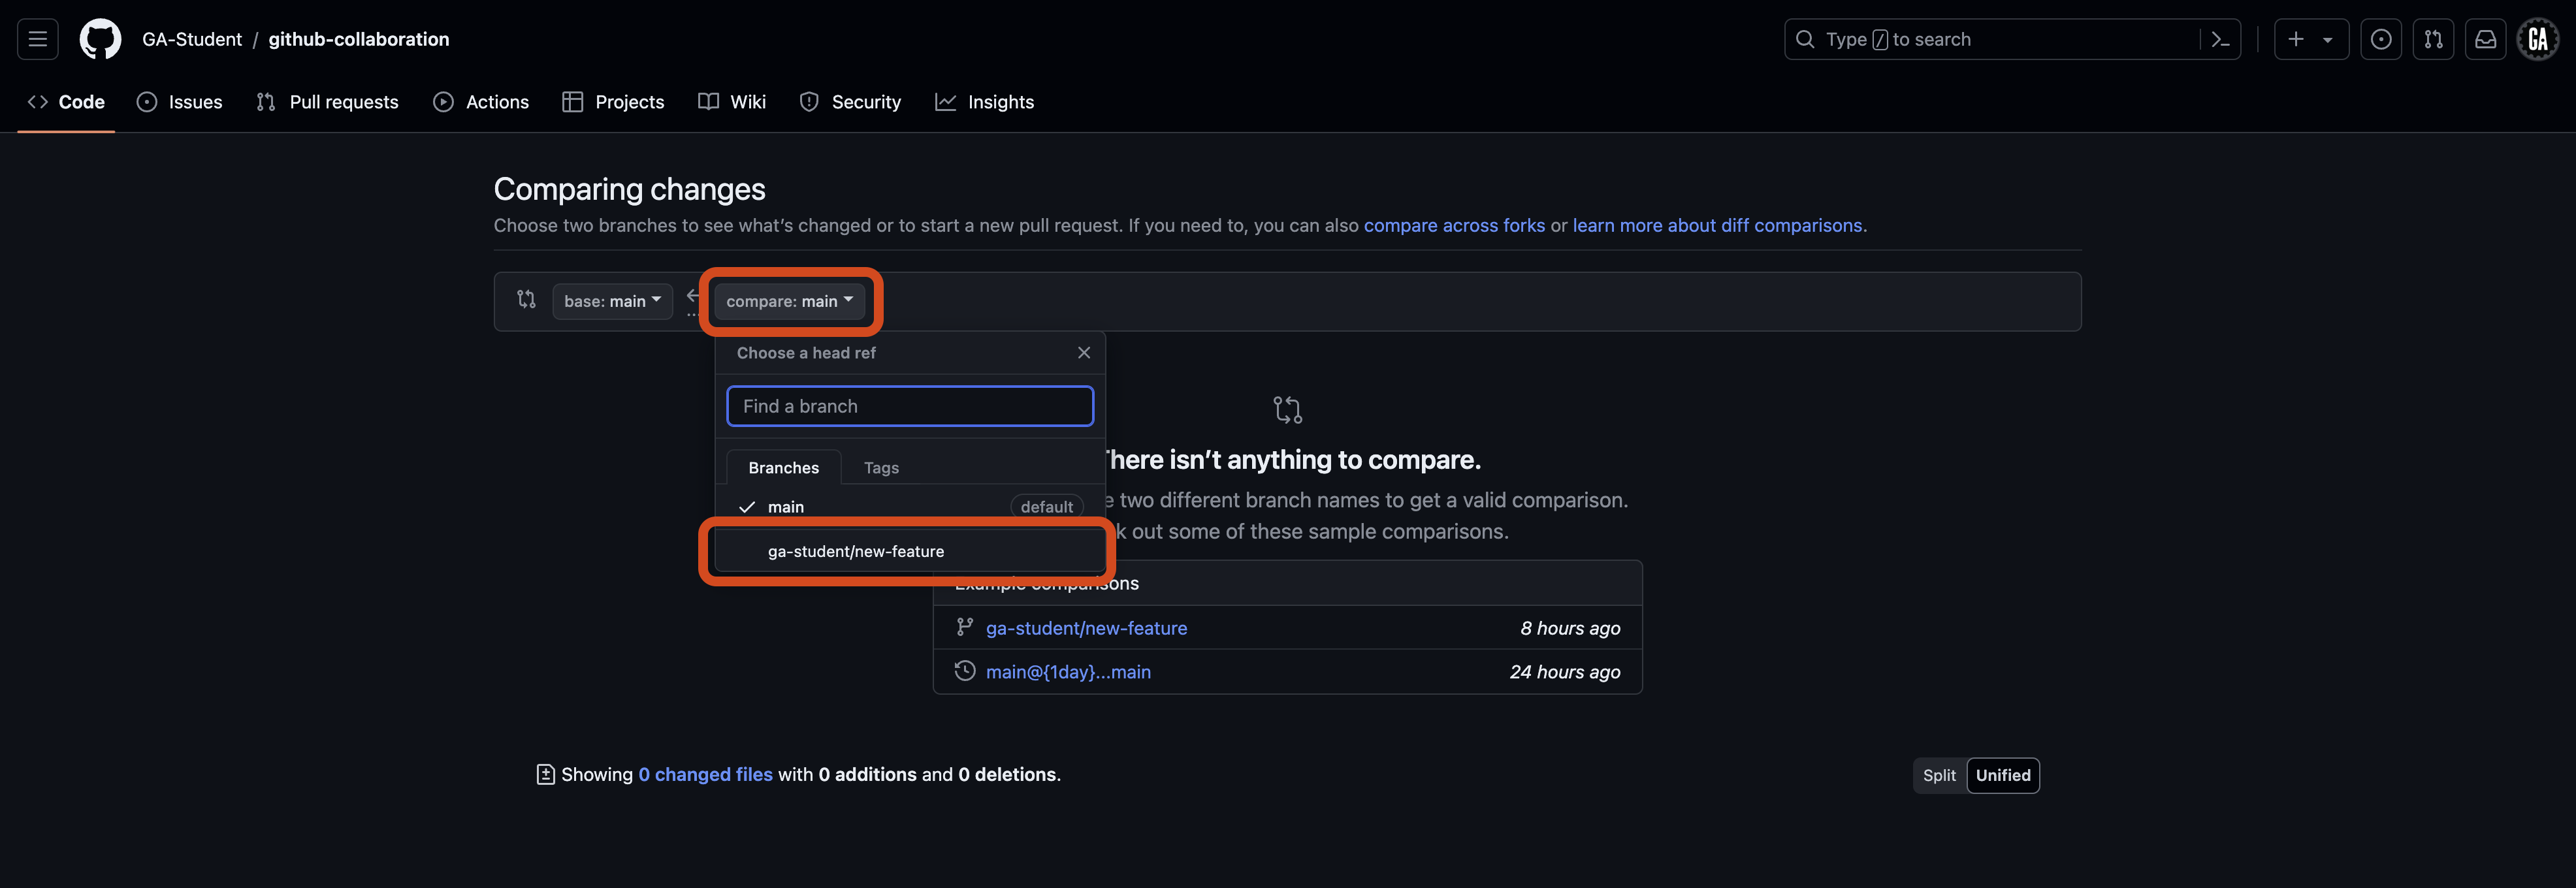 GA-Student / github-collaboration
Type / to search
GA
Code Issues Pull requests Actions Projects Wiki Security Insights
Comparing changes
Choose two branches to see what’s changed or to start a new pull request. If you need to, you can also compare across forks or learn more about diff comparisons.
base: main ... compare: main
Choose a head ref
Find a branch
Branches Tags
main default
ga-student/new-feature
here isn’t anything to compare.
two different branch names to get a valid comparison.
out some of these sample comparisons.
Example comparisons
ga-student/new-feature 8 hours ago
main@{1day}...main 24 hours ago
Showing 0 changed files with 0 additions and 0 deletions.
Split Unified